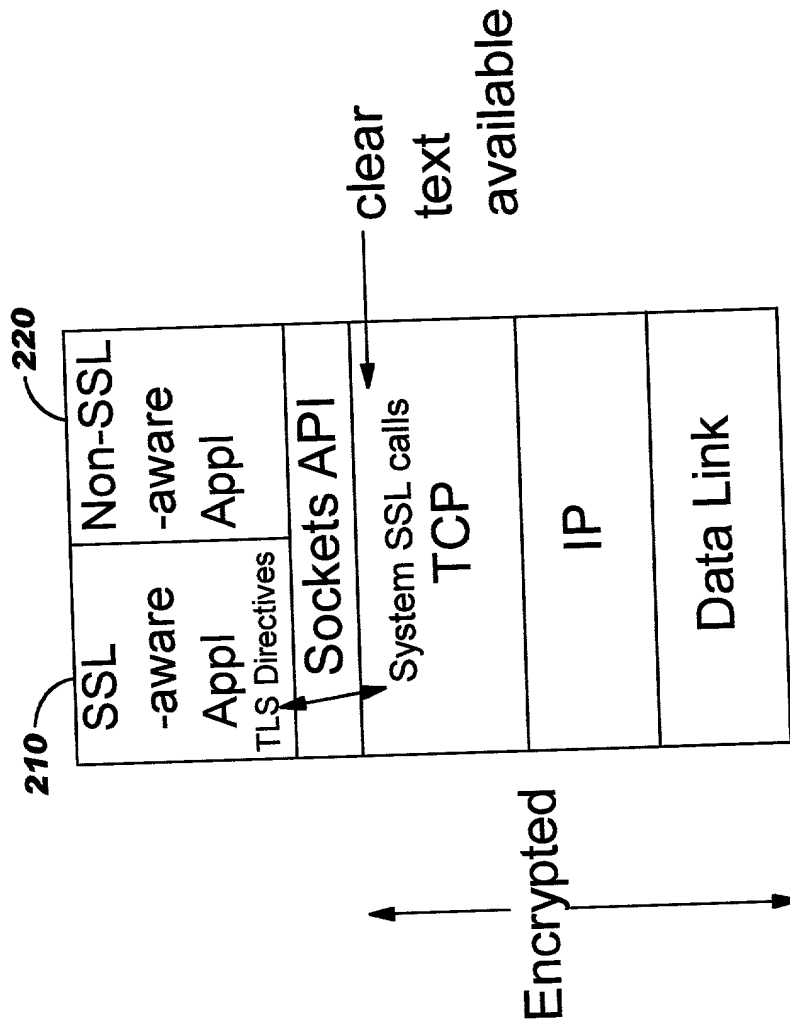 210
220
SSL
-aware
Appl
TLS Directives
Non-SSL
-aware
Appl
Sockets API
System SSL calls
TCP
IP
Data Link
clear
text
available
Encrypted